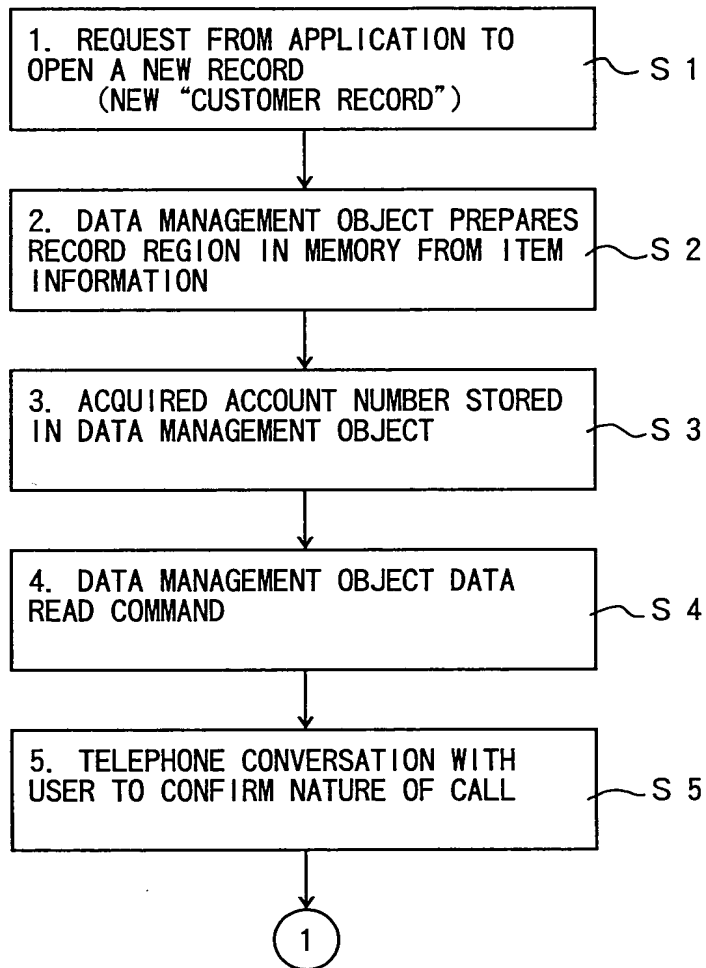 1. REQUEST FROM APPLICATION TO
OPEN A NEW RECORD
(NEW “CUSTOMER RECORD”)
S 1
2. DATA MANAGEMENT OBJECT PREPARES
RECORD REGION IN MEMORY FROM ITEM
INFORMATION
S 2
3. ACQUIRED ACCOUNT NUMBER STORED
IN DATA MANAGEMENT OBJECT
S 3
4. DATA MANAGEMENT OBJECT DATA
READ COMMAND
S 4
5. TELEPHONE CONVERSATION WITH
USER TO CONFIRM NATURE OF CALL
S 5
1